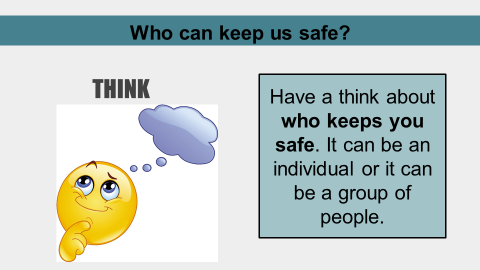 Who can keep us safe?
THINK
Have a think about
who keeps you
safe. It can be an
individual or it can
be a group of
people.